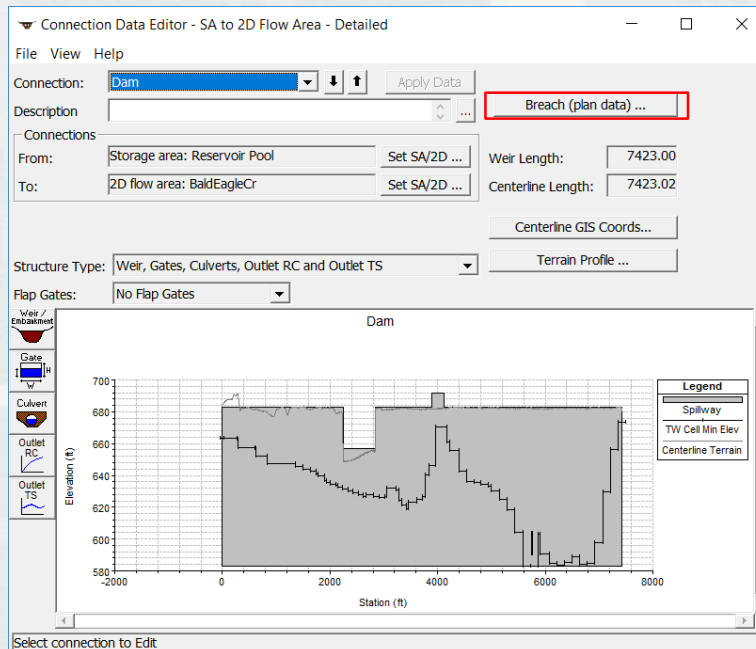 Connection Data Editor - SA to 2D Flow Area - Detailed
File View Help
Connection: Dam Apply Data
Description ... Breach (plan data) ...
Connections
From: Storage area: Reservoir Pool Set SA/2D ... Weir Length: 7423.00
To: 2D flow area: BaldEagleCr Set SA/2D ... Centerline Length: 7423.02
Centerline GIS Coords...
Structure Type: Weir, Gates, Culverts, Outlet RC and Outlet TS Terrain Profile ...
Flap Gates: No Flap Gates
Weir /
Embankment
Gate
H
W
Culvert
Outlet
RC
Outlet
TS
Dam
Elevation (ft)
700
680
660
640
620
600
580
-2000 0 2000 4000 6000 8000
Station (ft)
Legend
Spillway
TW Cell Min Elev
Centerline Terrain
Select connection to Edit